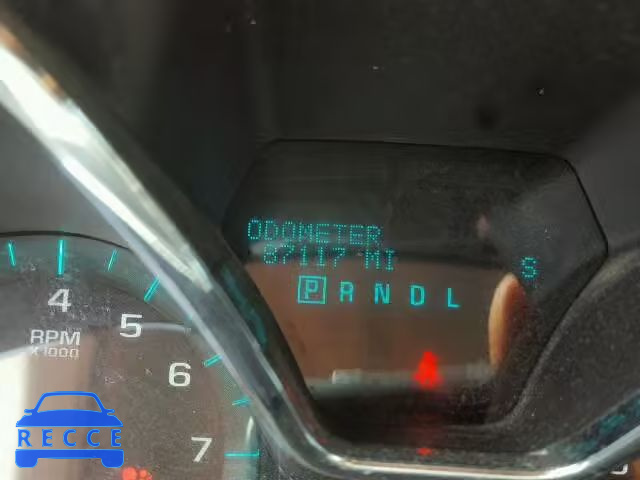 ODOMETER
87117 MI
S
P R N D L
4
5
6
7
RPM
X1000
RECCE